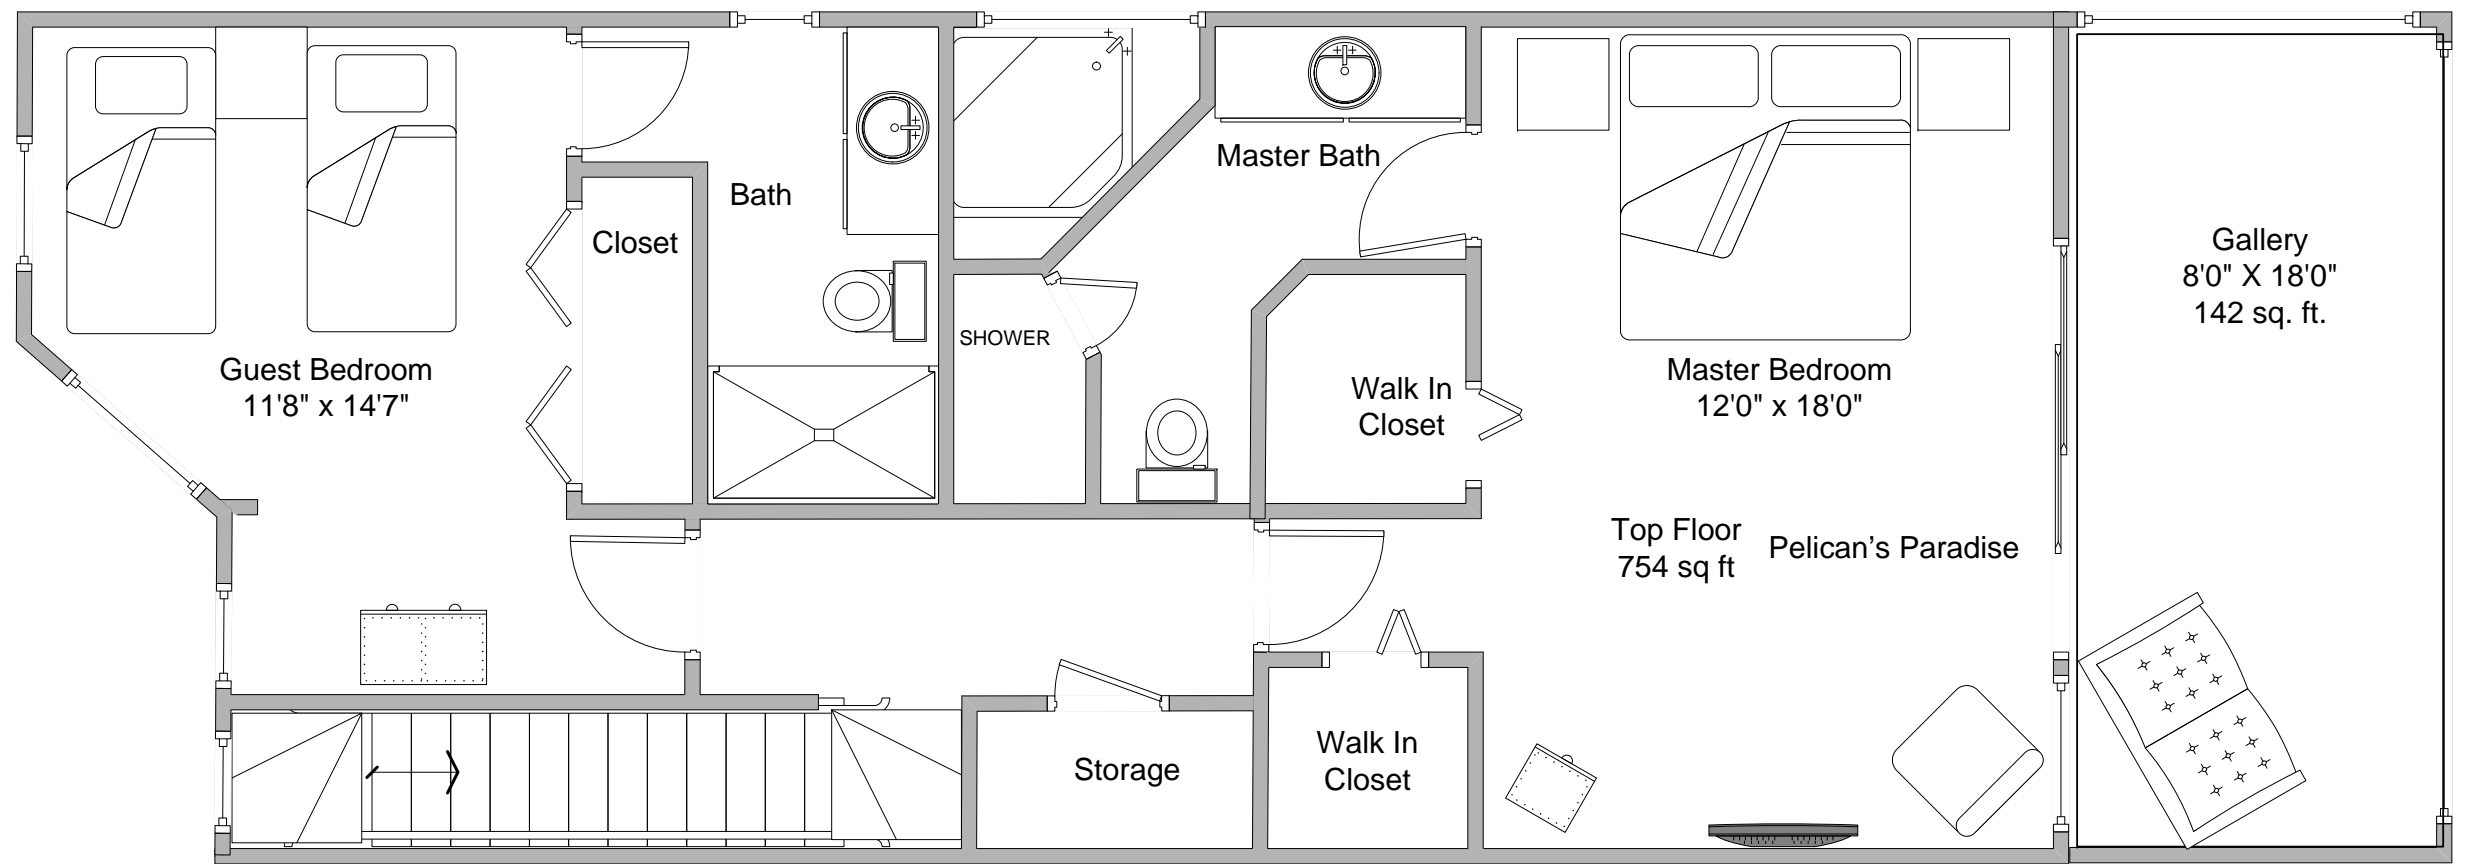 Bath
Master Bath
Closet
Gallery
8'0" X 18'0"
142 sq. ft.
SHOWER
Guest Bedroom
11'8" x 14'7"
Walk In
Closet
Master Bedroom
12'0" x 18'0"
Top Floor
754 sq ft
Pelican’s Paradise
Storage
Walk In
Closet